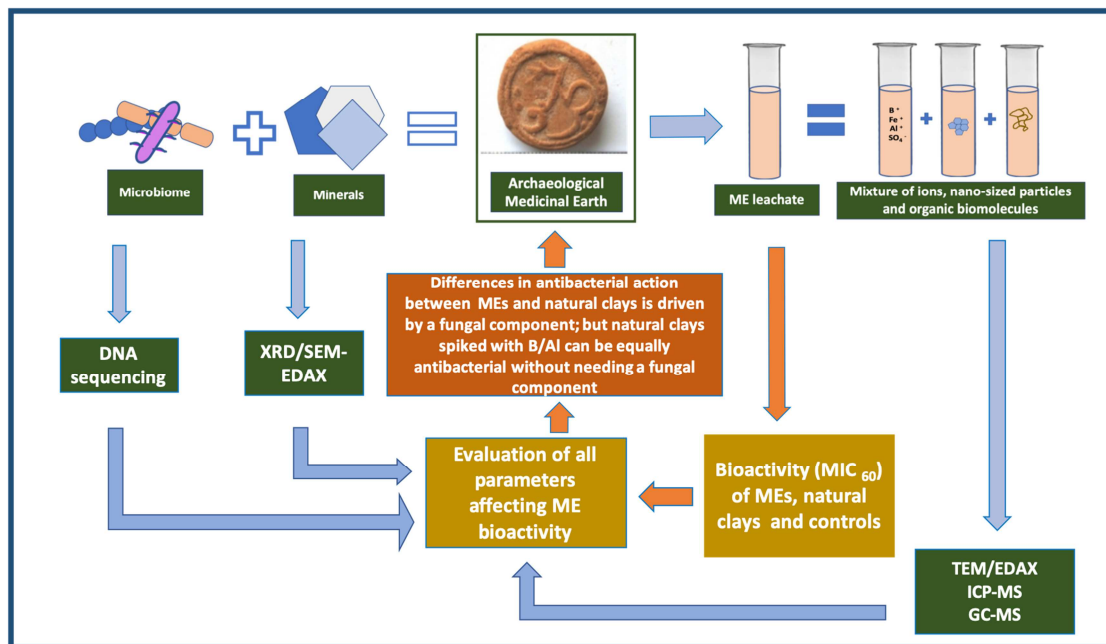 B +
Fe +
Al +
SO₄ -
Microbiome
Minerals
Archaeological
Medicinal Earth
ME leachate
Mixture of ions, nano-sized particles
and organic biomolecules
Differences in antibacterial action
between MEs and natural clays is driven
by a fungal component; but natural clays
spiked with B/Al can be equally
antibacterial without needing a fungal
component
DNA
sequencing
XRD/SEM-
EDAX
Evaluation of all
parameters
affecting ME
bioactivity
Bioactivity (MIC 60)
of MEs, natural
clays and controls
TEM/EDAX
ICP-MS
GC-MS